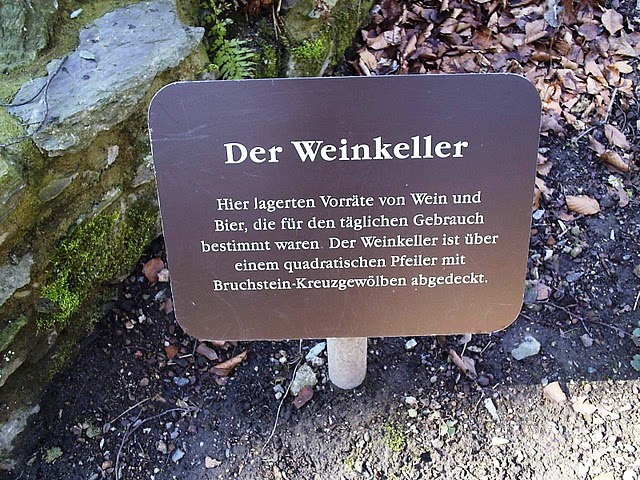 Der Weinkeller
Hier lagerten Vorräte von Wein und
Bier, die für den täglichen Gebrauch
bestimmt waren. Der Weinkeller ist über
einem quadratischen Pfeiler mit
Bruchstein-Kreuzgewölben abgedeckt.